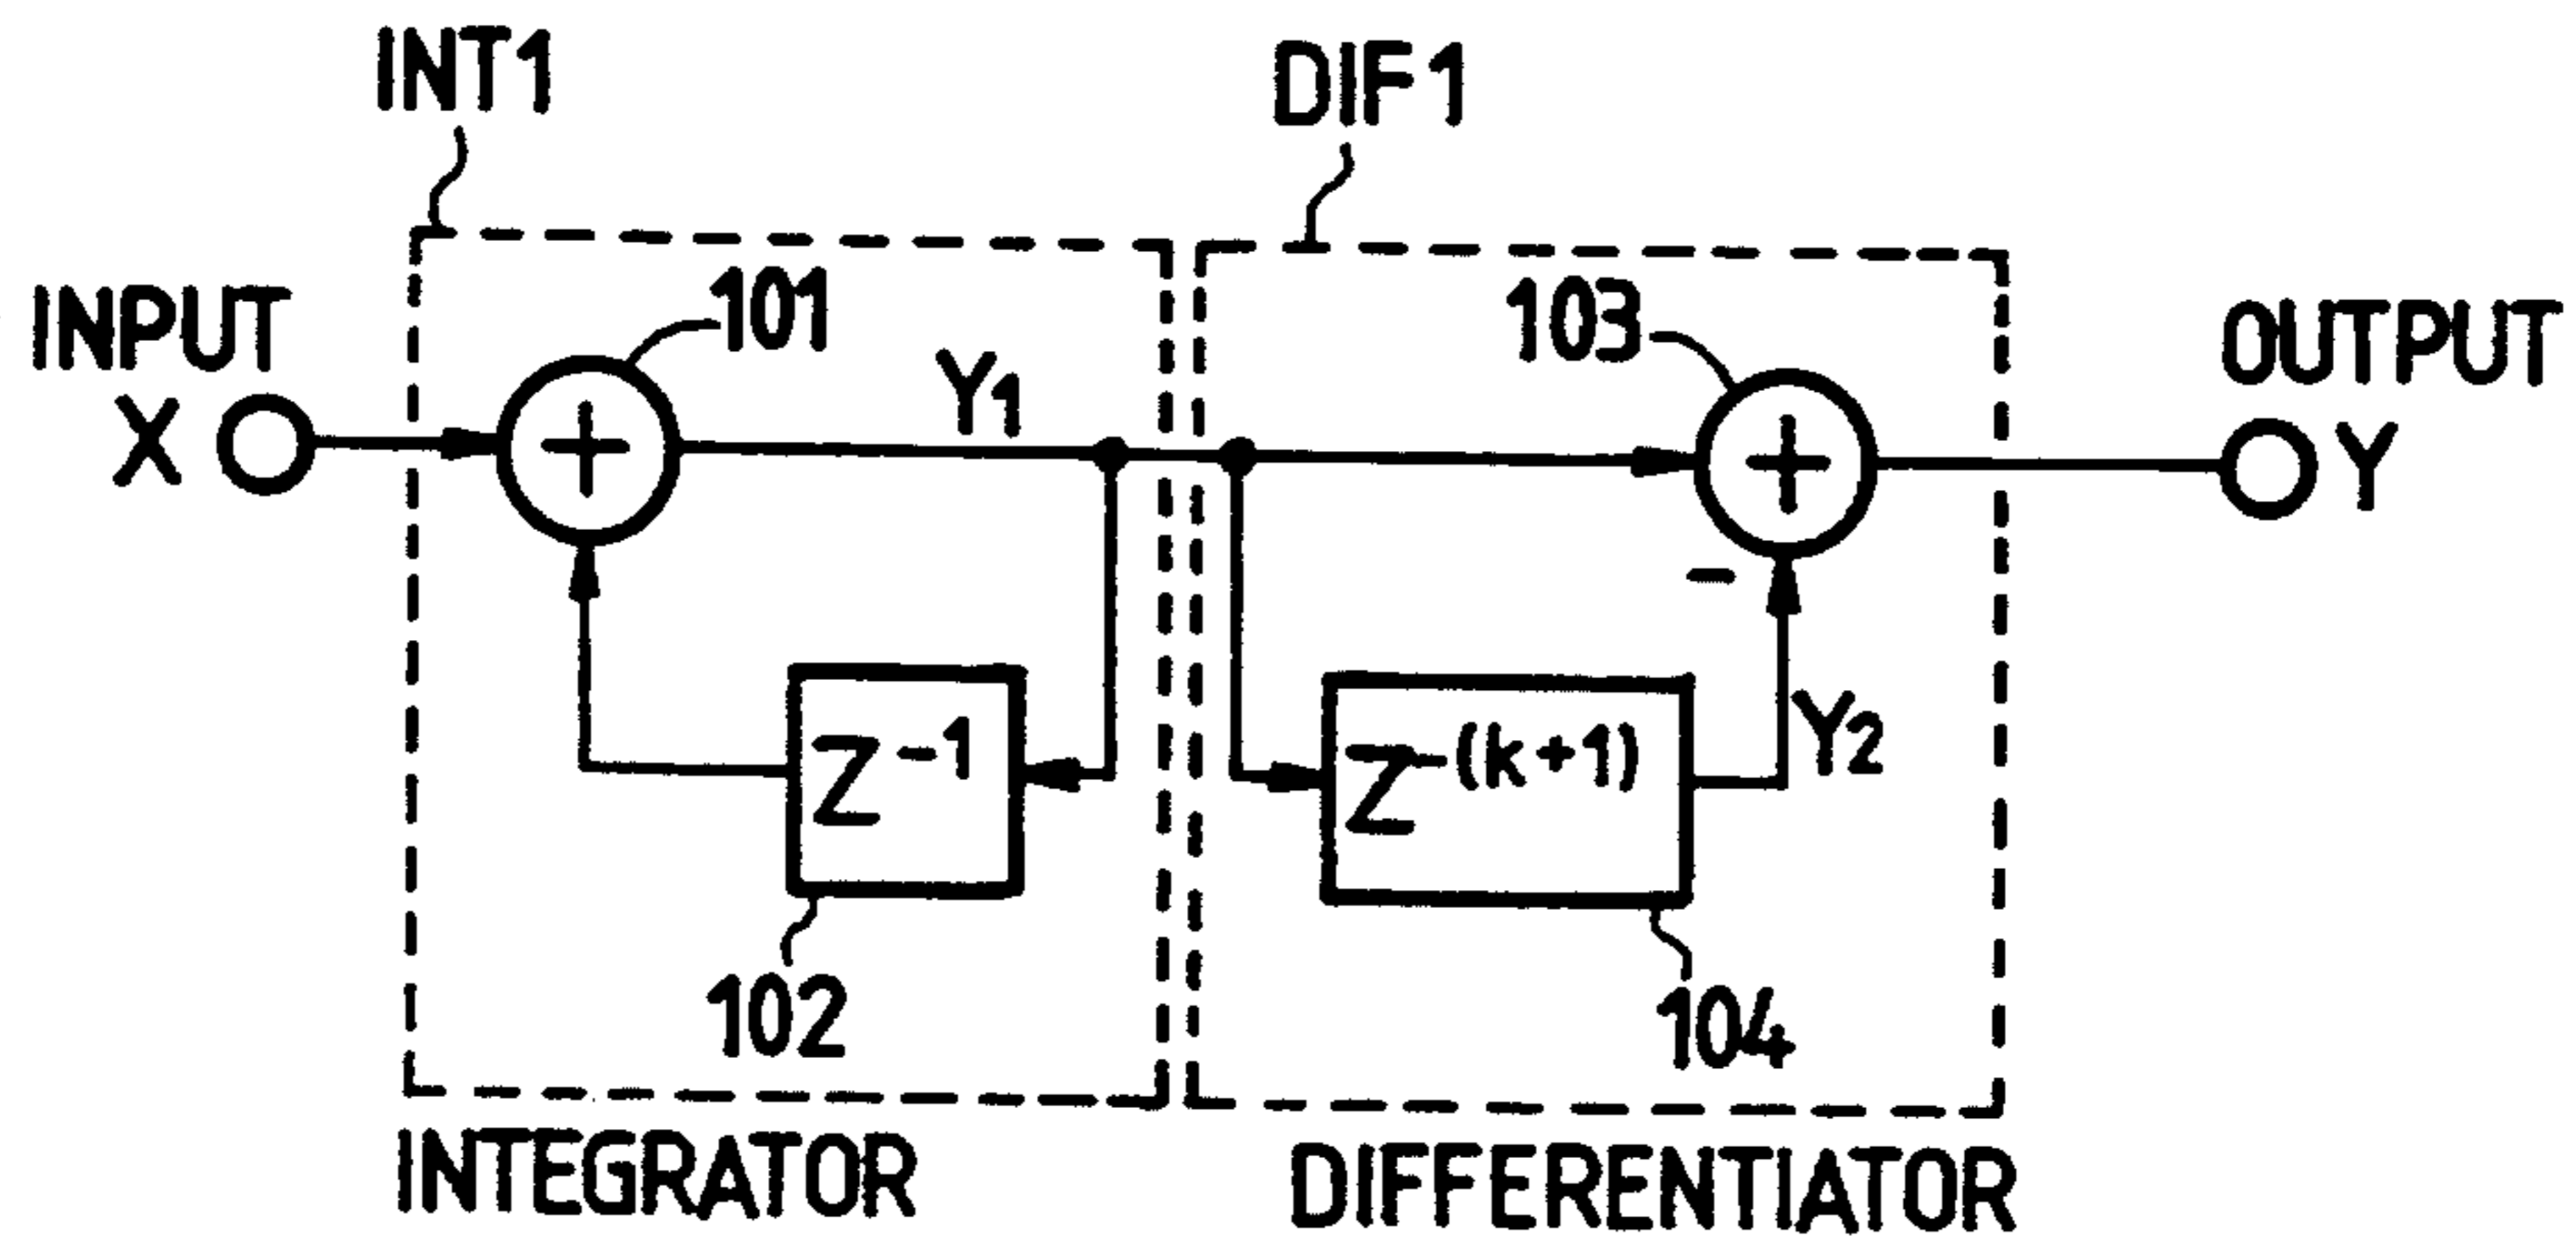 INT1
DIF1
INPUT
X
101
+
Y1
103
+
OUTPUT
Y
-
Z^-1
Z^-(k+1)
Y2
102
104
INTEGRATOR
DIFFERENTIATOR